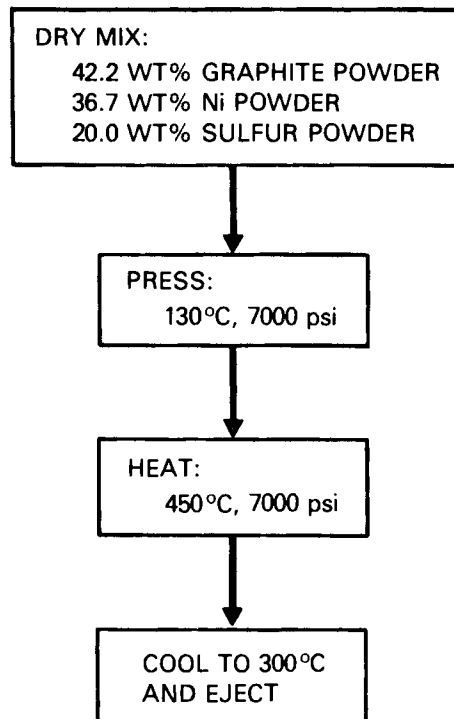 DRY MIX:
42.2 WT% GRAPHITE POWDER
36.7 WT% Ni POWDER
20.0 WT% SULFUR POWDER
PRESS:
130°C, 7000 psi
HEAT:
450°C, 7000 psi
COOL TO 300°C
AND EJECT